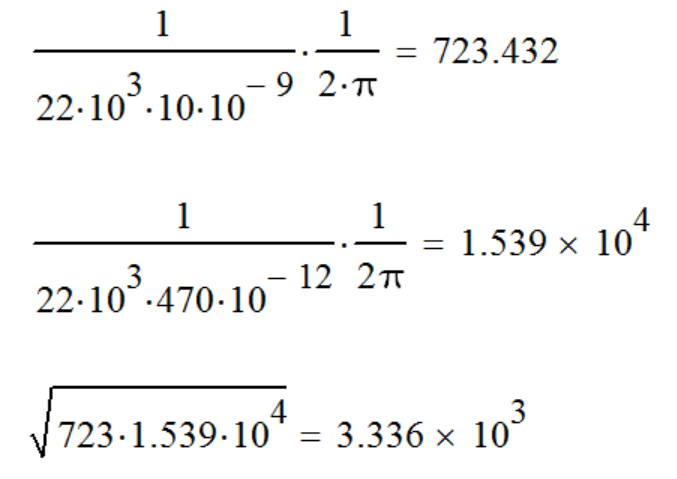 1/(22·10^3·10·10^−9) · 1/(2·π) = 723.432
1/(22·10^3·470·10^−12) · 1/(2π) = 1.539 × 10^4
√(723·1.539·10^4) = 3.336 × 10^3